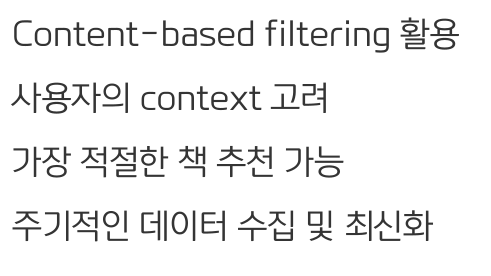 Content-based filtering 활용
사용자의 context 고려
가장 적절한 책 추천 가능
주기적인 데이터 수집 및 최신화